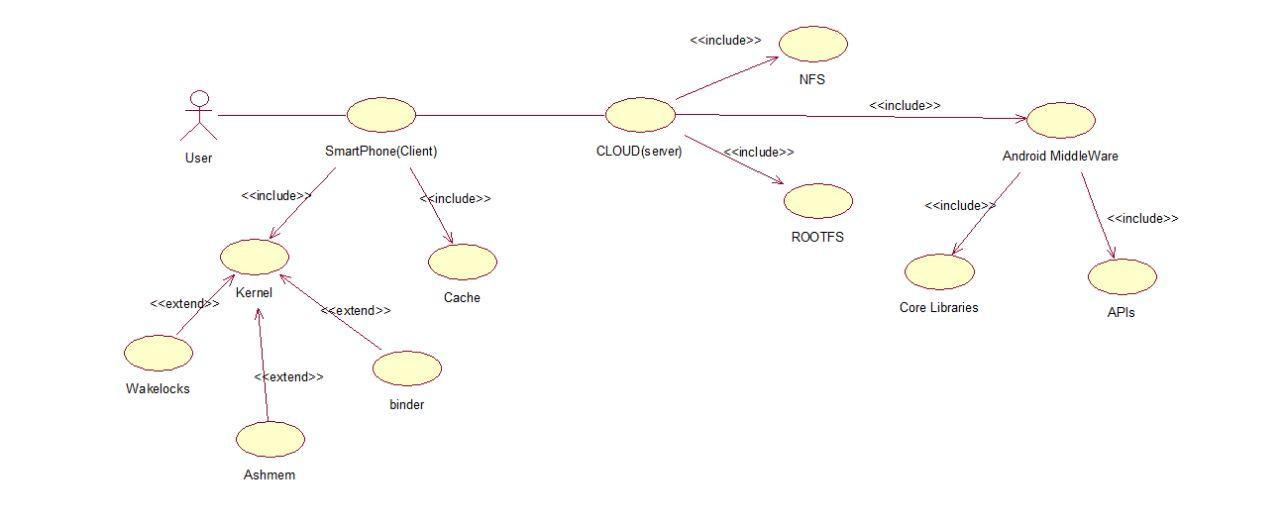 <<include>>
NFS
<<include>>
User
SmartPhone(Client)
CLOUD(server)
<<include>>
Android MiddleWare
<<include>>
<<include>>
ROOTFS
<<include>>
<<include>>
Kernel
Cache
Core Libraries
APIs
<<extend>>
<<extend>>
Wakelocks
<<extend>>
binder
Ashmem